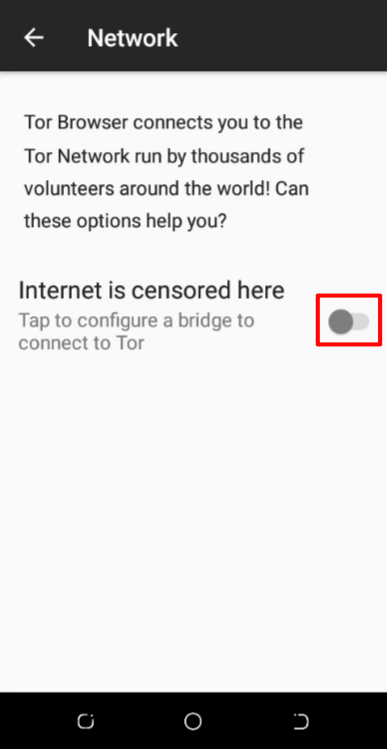 Network
Tor Browser connects you to the
Tor Network run by thousands of
volunteers around the world! Can
these options help you?
Internet is censored here
Tap to configure a bridge to
connect to Tor